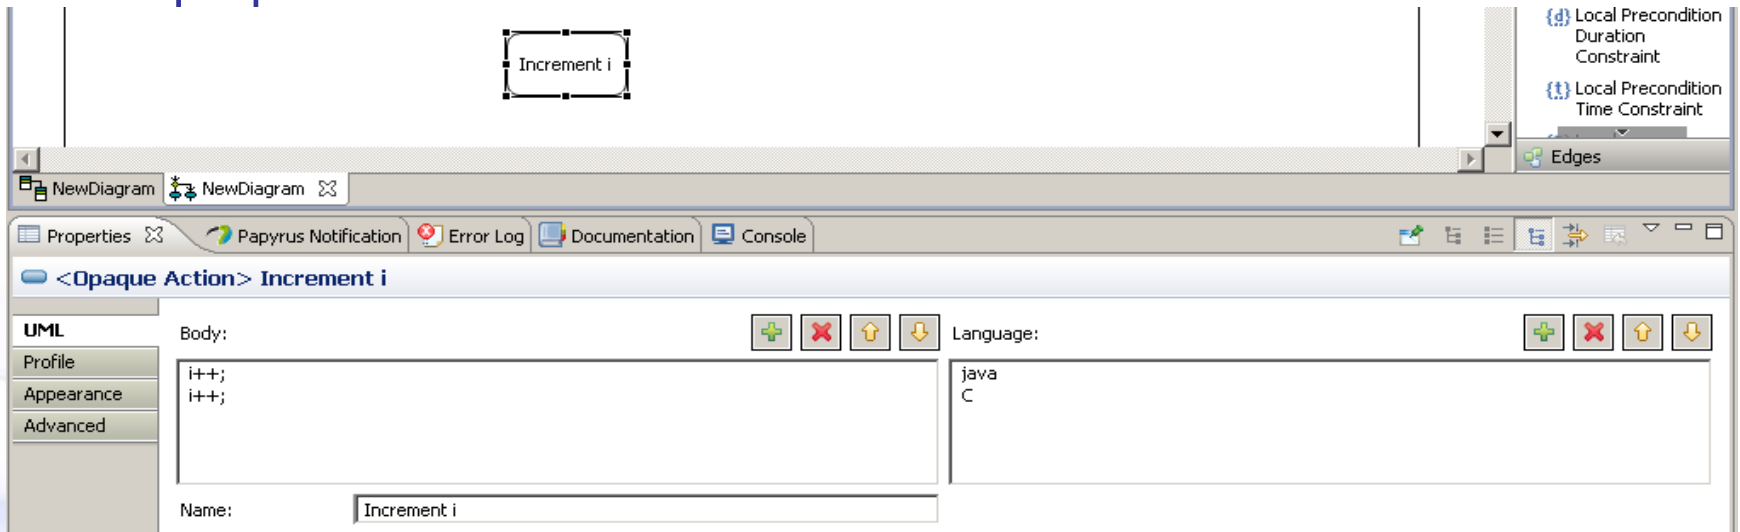 Increment i
{d} Local Precondition
Duration
Constraint
{t} Local Precondition
Time Constraint
Edges
NewDiagram
NewDiagram
Properties
Papyrus Notification
Error Log
Documentation
Console
<Opaque Action> Increment i
UML
Profile
Appearance
Advanced
Body:
Language:
i++;
i++;
java
C
Name:
Increment i